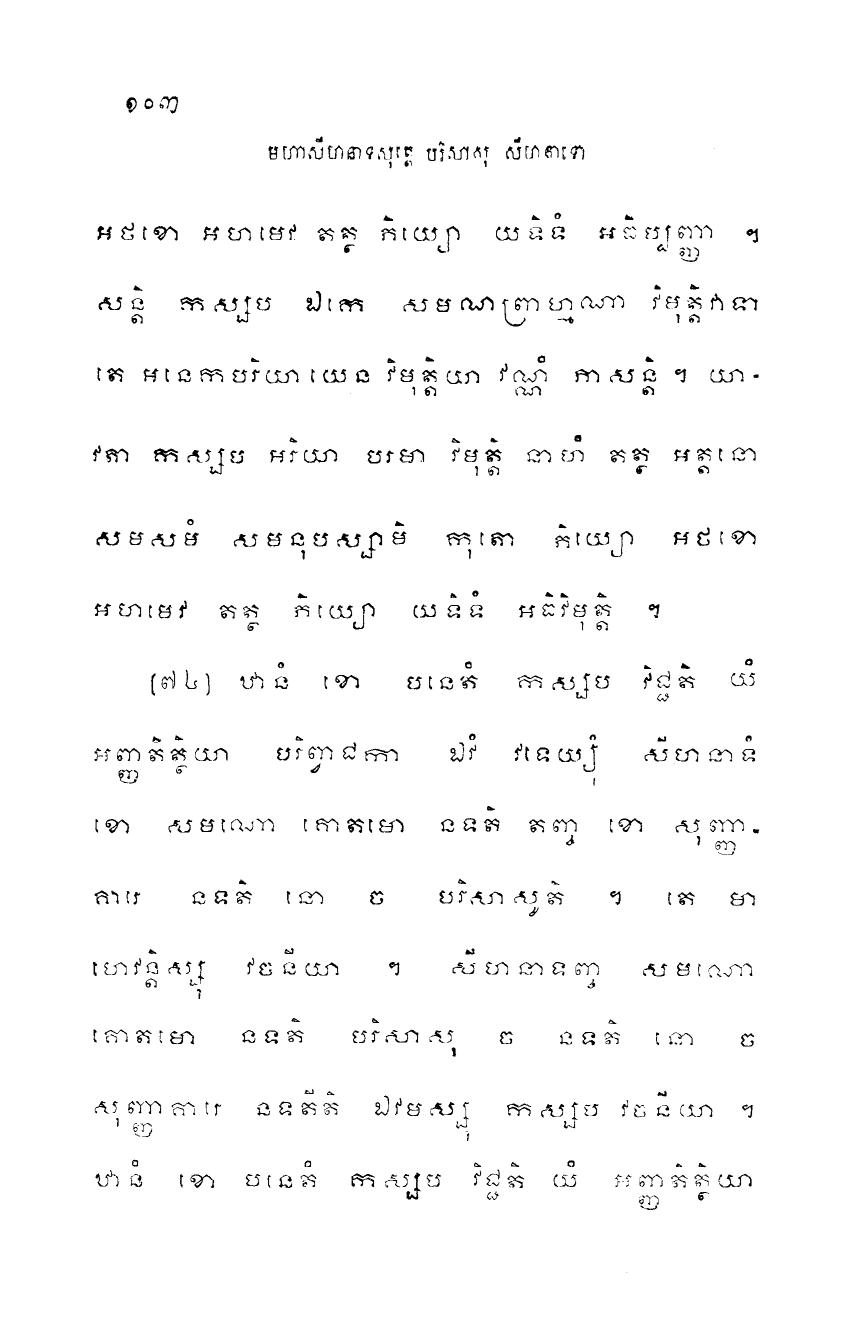 ១០៣
មហាសីហនាទសុត្តេ បរិសាសុ សីហនាទោ
អថខោ អហមេវ តត្ថ ភិយ្យោ យទិទំ អធិប្បញ្ញា ។
សន្តិ កស្សប ឯកេ សមណព្រាហ្មណា វិមុត្តិវាទា
តេ អនេកបរិយាយេន វិមុត្តិយា វណ្ណំ ភាសន្តិ ។ យា-
វតា កស្សប អរិយា បរមា វិមុត្តិ នាហំ តត្ថ អត្តនោ
សមសមំ សមនុបស្សាមិ កុតោ ភិយ្យោ អថខោ
អហមេវ តត្ថ ភិយ្យោ យទិទំ អធិវិមុត្តិ ។
(៧៤) ឋានំ ខោ បនេតំ កស្សប វិជ្ជតិ យំ
អញ្ញតិត្ថិយា បរិព្វាជកា ឯវំ វទេយ្យុំ សីហនាទំ
ខោ សមណោ គោតមោ នទតិ តញ្ច ខោ សុញ្ញា-
គារេ នទតិ នោ ច បរិសាសូតិ ។ តេ មា
ហេវន្តិស្សុ វចនីយា ។ សីហនាទញ្ច សមណោ
គោតមោ នទតិ បរិសាសុ ច នទតិ នោ ច
សុញ្ញាគារេ នទតីតិ ឯវមស្សុ កស្សប វចនីយា ។
ឋានំ ខោ បនេតំ កស្សប វិជ្ជតិ យំ អញ្ញតិត្ថិយា